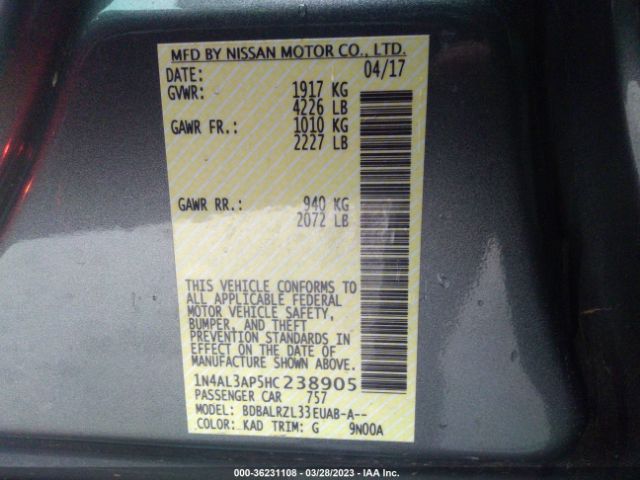 MFD BY NISSAN MOTOR CO., LTD.
DATE: 04/17
GVWR: 1917 KG
4226 LB
GAWR FR.: 1010 KG
2227 LB
GAWR RR.: 940 KG
2072 LB
THIS VEHICLE CONFORMS TO
ALL APPLICABLE FEDERAL
MOTOR VEHICLE SAFETY,
BUMPER, AND THEFT
PREVENTION STANDARDS IN
EFFECT ON THE DATE OF
MANUFACTURE SHOWN ABOVE.
1N4AL3AP5HC238905
PASSENGER CAR 757
MODEL: BDBALRZL33EUAB-A--
COLOR: KAD TRIM: G 9N00A
000-36231108 — 03/28/2023 — IAA Inc.